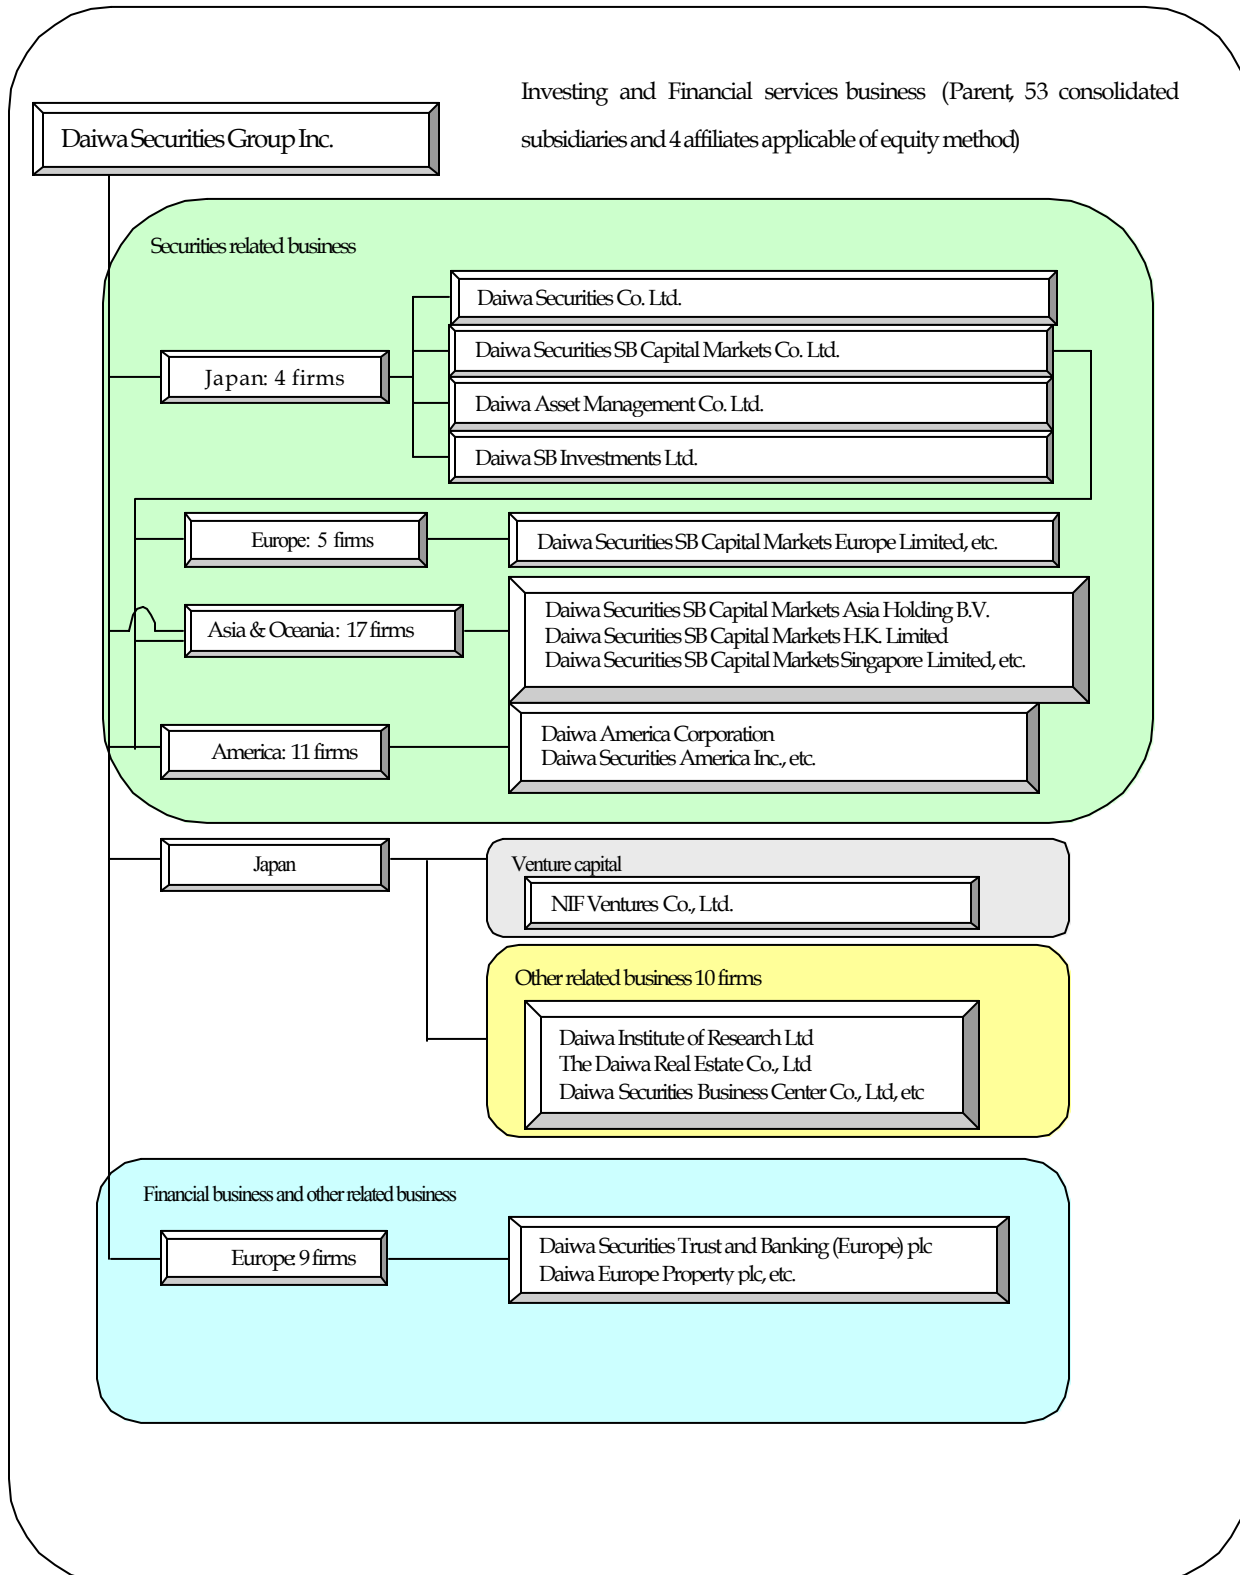 Investing and Financial services business (Parent, 53 consolidated
subsidiaries and 4 affiliates applicable of equity method)
Daiwa Securities Group Inc.
Securities related business
Daiwa Securities Co. Ltd.
Daiwa Securities SB Capital Markets Co. Ltd.
Japan: 4 firms
Daiwa Asset Management Co. Ltd.
Daiwa SB Investments Ltd.
Europe: 5 firms
Daiwa Securities SB Capital Markets Europe Limited, etc.
Asia & Oceania: 17 firms
Daiwa Securities SB Capital Markets Asia Holding B.V.
Daiwa Securities SB Capital Markets H.K. Limited
Daiwa Securities SB Capital Markets Singapore Limited, etc.
America: 11 firms
Daiwa America Corporation
Daiwa Securities America Inc., etc.
Japan
Venture capital
NIF Ventures Co., Ltd.
Other related business 10 firms
Daiwa Institute of Research Ltd
The Daiwa Real Estate Co., Ltd
Daiwa Securities Business Center Co., Ltd, etc
Financial business and other related business
Europe: 9 firms
Daiwa Securities Trust and Banking (Europe) plc
Daiwa Europe Property plc, etc.